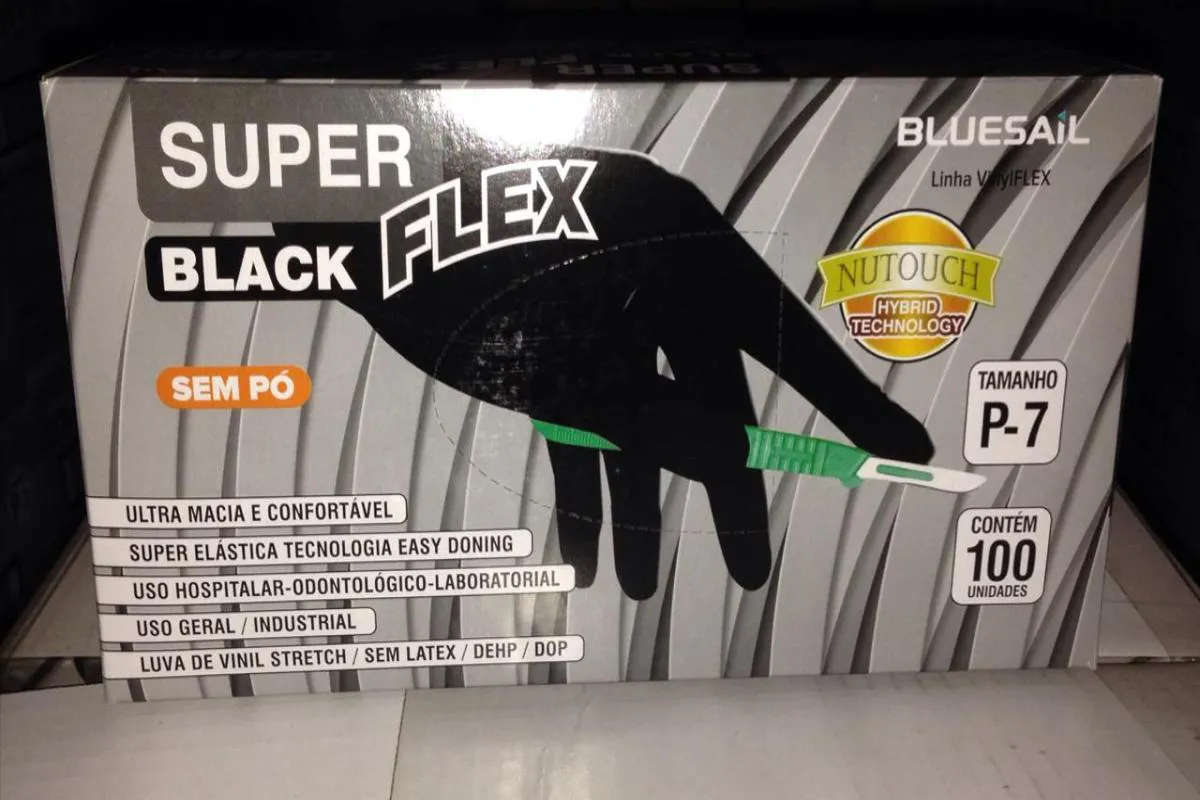 SUPER
BLACK FLEX
SEM PÓ
BLUESAIL
Linha VinylFLEX
NUTOUCH
HYBRID
TECHNOLOGY
TAMANHO
P-7
CONTÉM
100
UNIDADES
ULTRA MACIA E CONFORTÁVEL
SUPER ELÁSTICA TECNOLOGIA EASY DONING
USO HOSPITALAR-ODONTOLÓGICO-LABORATORIAL
USO GERAL / INDUSTRIAL
LUVA DE VINIL STRETCH / SEM LATEX / DEHP / DOP